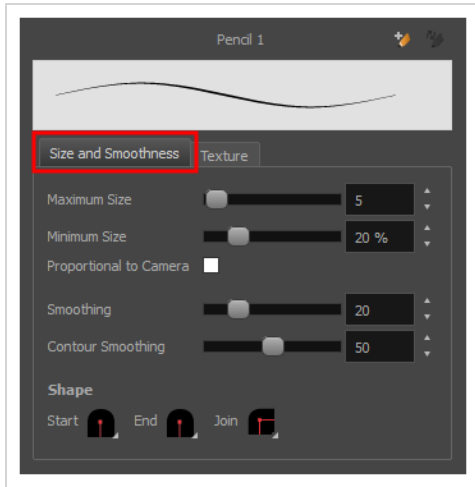 Pencil 1
Size and Smoothness Texture
Maximum Size 5
Minimum Size 20 %
Proportional to Camera
Smoothing 20
Contour Smoothing 50
Shape
Start End Join